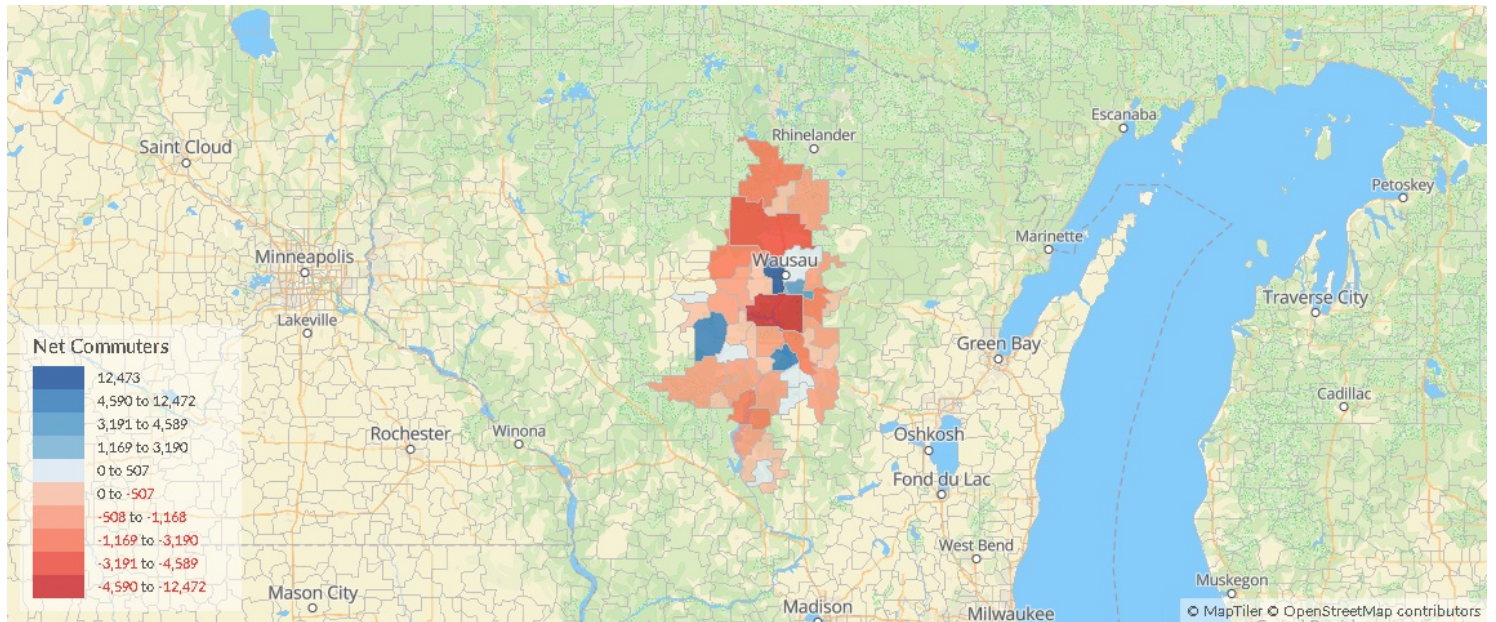 Escanaba
Rhinelander
Saint Cloud
Petoskey
Marinette
Minneapolis
Wausau
Traverse City
Lakeville
Green Bay
Net Commuters
12,473
4,590 to 12,472
3,191 to 4,589
1,169 to 3,190
0 to 507
0 to -507
-508 to -1,168
-1,169 to -3,190
-3,191 to -4,589
-4,590 to -12,472
Cadillac
Rochester
Winona
Oshkosh
Fond du Lac
West Bend
Mason City
Madison
Milwaukee
Muskegon
© MapTiler © OpenStreetMap contributors